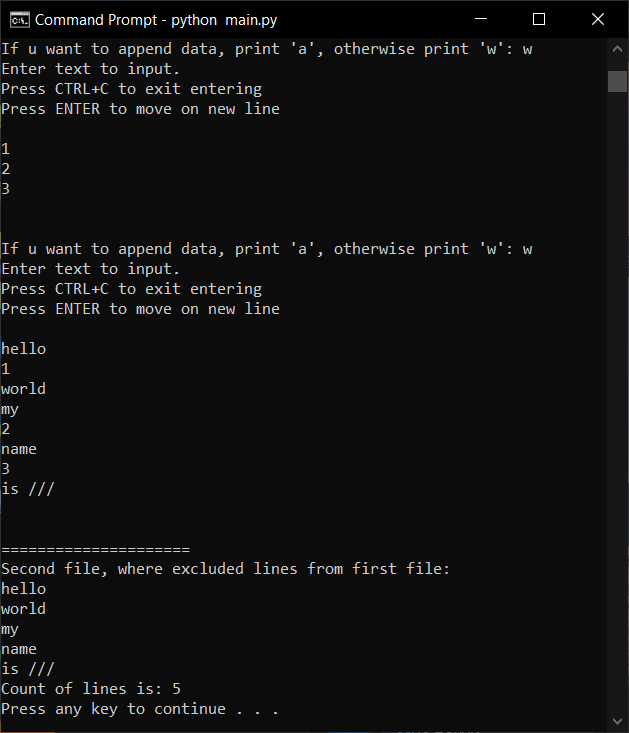 Command Prompt - python  main.py
If u want to append data, print 'a', otherwise print 'w': w
Enter text to input.
Press CTRL+C to exit entering
Press ENTER to move on new line
1
2
3
If u want to append data, print 'a', otherwise print 'w': w
Enter text to input.
Press CTRL+C to exit entering
Press ENTER to move on new line
hello
1
world
my
2
name
3
is ///
=====================
Second file, where excluded lines from first file:
hello
world
my
name
is ///
Count of lines is: 5
Press any key to continue . . .